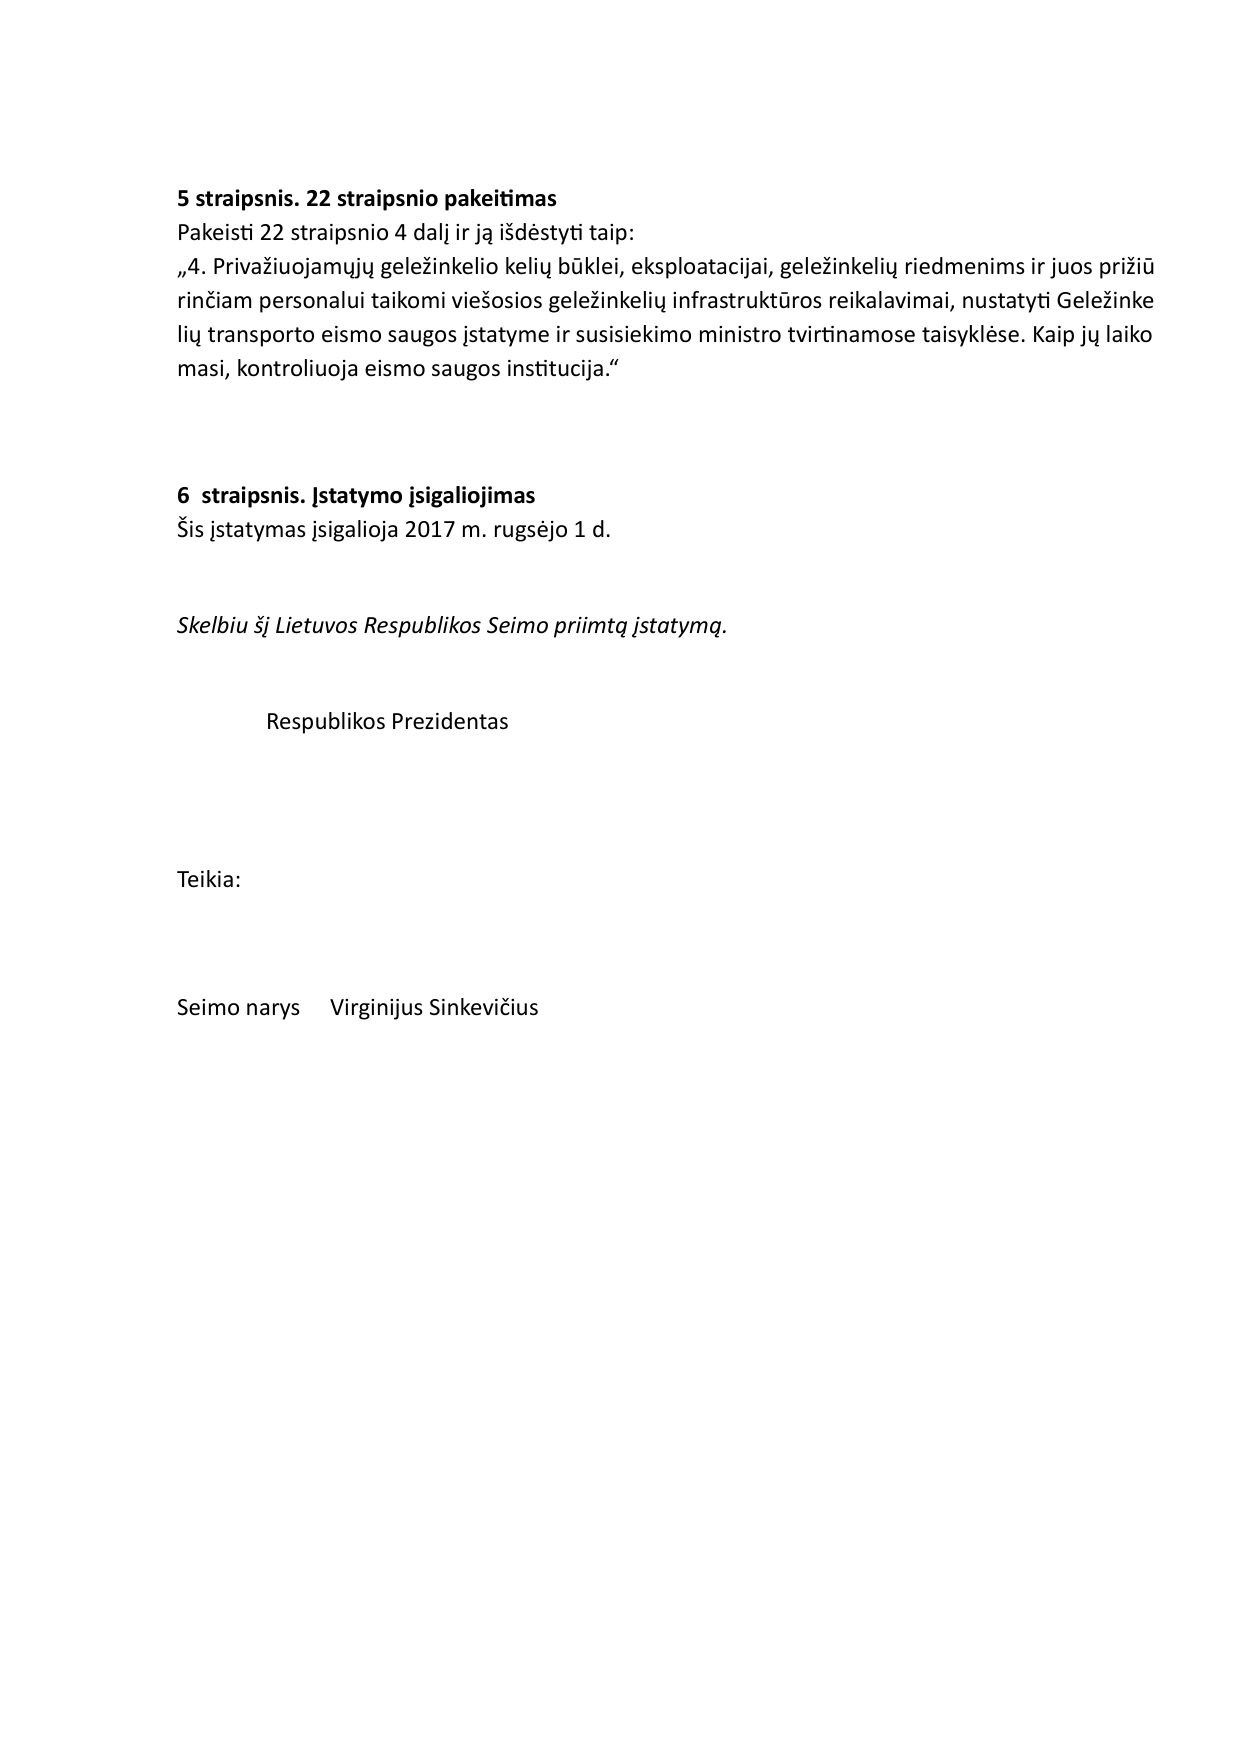 5 straipsnis. 22 straipsnio pakeitimas
Pakeisti 22 straipsnio 4 dalį ir ją išdėstyti taip:
„4. Privažiuojamųjų geležinkelio kelių būklei, eksploatacijai, geležinkelių riedmenims ir juos prižiū
rinčiam personalui taikomi viešosios geležinkelių infrastruktūros reikalavimai, nustatyti Geležinke
lių transporto eismo saugos įstatyme ir susisiekimo ministro tvirtinamose taisyklėse. Kaip jų laiko
masi, kontroliuoja eismo saugos institucija.“
6  straipsnis. Įstatymo įsigaliojimas
Šis įstatymas įsigalioja 2017 m. rugsėjo 1 d.
Skelbiu šį Lietuvos Respublikos Seimo priimtą įstatymą.
Respublikos Prezidentas
Teikia:
Seimo narys Virginijus Sinkevičius